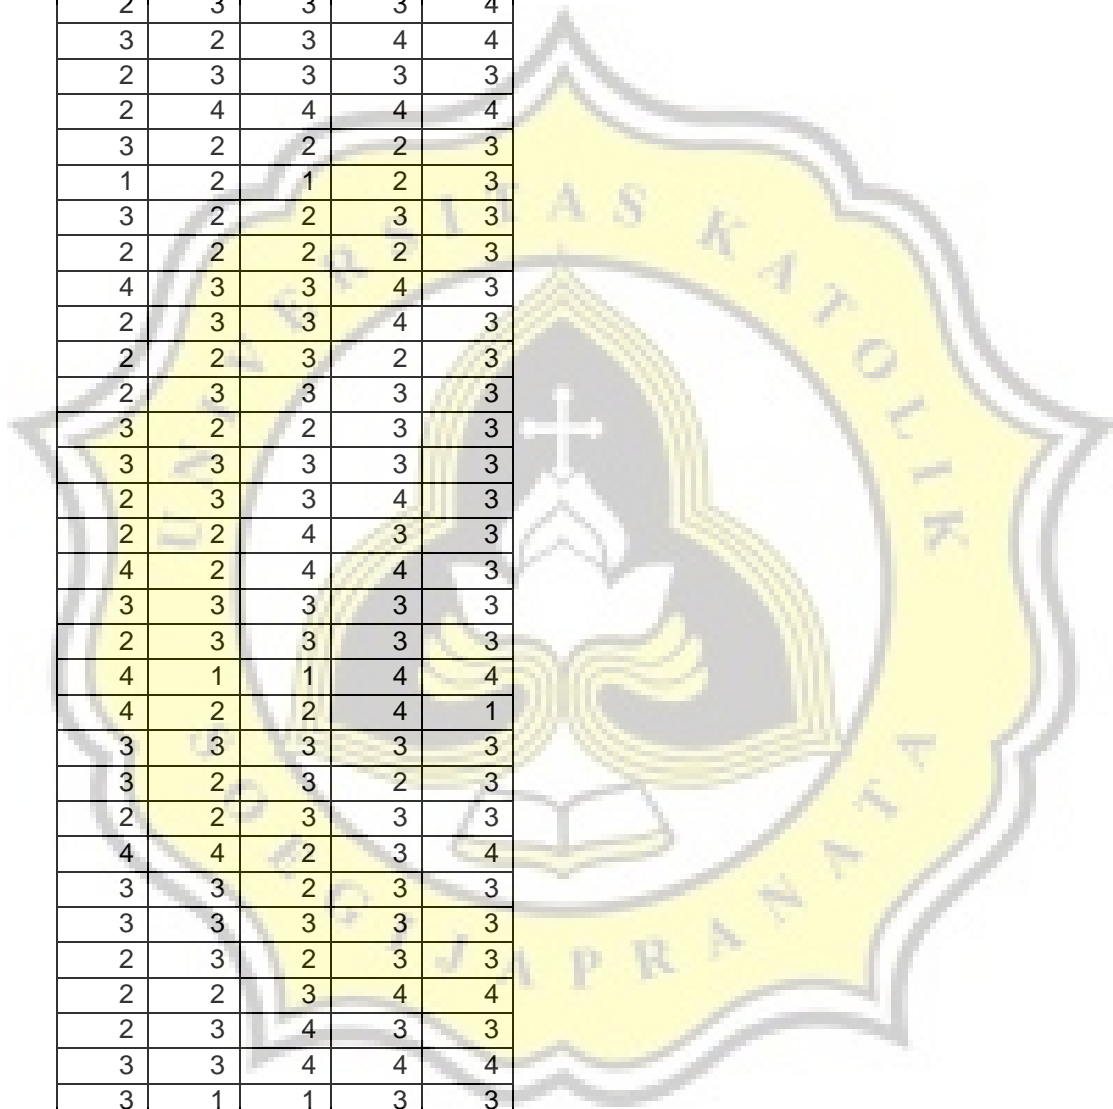 2 3 3 3 4
3 2 3 4 4
2 3 3 3 3
2 4 4 4 4
3 2 2 2 3
1 2 1 2 3
3 2 2 3 3
2 2 2 2 3
4 3 3 4 3
2 3 3 4 3
2 2 3 2 3
2 3 3 3 3
3 2 2 3 3
3 3 3 3 3
2 3 3 4 3
2 2 4 3 3
4 2 4 4 3
3 3 3 3 3
2 3 3 3 3
4 1 1 4 4
4 2 2 4 1
3 3 3 3 3
3 2 3 2 3
2 2 3 3 3
4 4 2 3 4
3 3 2 3 3
3 3 3 3 3
2 3 2 3 3
2 2 3 4 4
2 3 4 3 3
3 3 4 4 4
3 1 1 3 3
UNIVERSITAS KATOLIK
SOEGIJAPRANATA